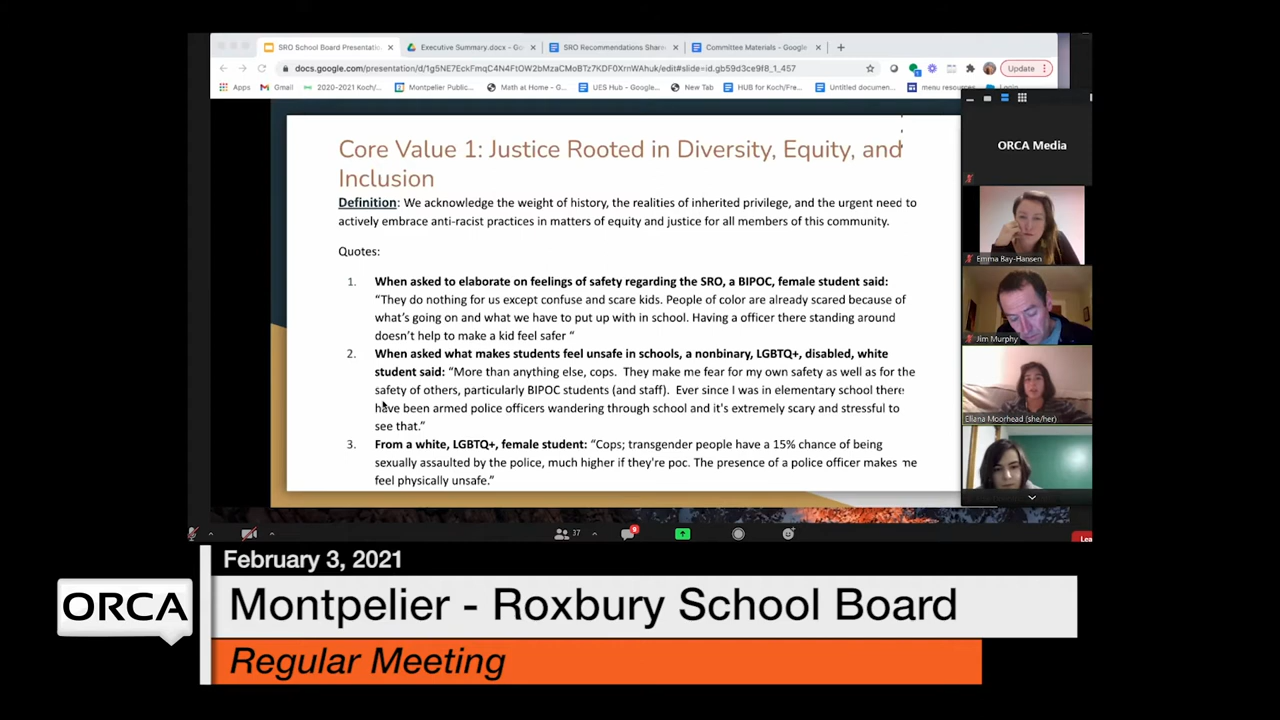 SRO School Board Presentatio
Executive Summary.docx - Go
SRO Recommendations Share
Committee Materials - Google
docs.google.com/presentation/d/1g5NE7EckFmqC4N4FtOW2bMzaCMoBTz7KDF0XrnWAhuk/edit#slide=id.gb59d3ce9f8_1_457
Update
Apps
Gmail
2020-2021 Koch/...
Montpelier Public...
Math at Home - G...
UES Hub - Google...
New Tab
HUB for Koch/Fre...
Untitled documen...
menu resources
Login
ORCA Media
Core Value 1: Justice Rooted in Diversity, Equity, and
Inclusion
Definition: We acknowledge the weight of history, the realities of inherited privilege, and the urgent need to
actively embrace anti-racist practices in matters of equity and justice for all members of this community.
Quotes:
1. When asked to elaborate on feelings of safety regarding the SRO, a BIPOC, female student said:
“They do nothing for us except confuse and scare kids. People of color are already scared because of
what’s going on and what we have to put up with in school. Having a officer there standing around
doesn’t help to make a kid feel safer “
2. When asked what makes students feel unsafe in schools, a nonbinary, LGBTQ+, disabled, white
student said: “More than anything else, cops. They make me fear for my own safety as well as for the
safety of others, particularly BIPOC students (and staff). Ever since I was in elementary school there
have been armed police officers wandering through school and it's extremely scary and stressful to
see that.”
3. From a white, LGBTQ+, female student: “Cops; transgender people have a 15% chance of being
sexually assaulted by the police, much higher if they're poc. The presence of a police officer makes me
feel physically unsafe.”
Emma Bay-Hansen
Jim Murphy
Eliana Moorhead (she/her)
37
9
Lea
February 3, 2021
ORCA
Montpelier - Roxbury School Board
Regular Meeting